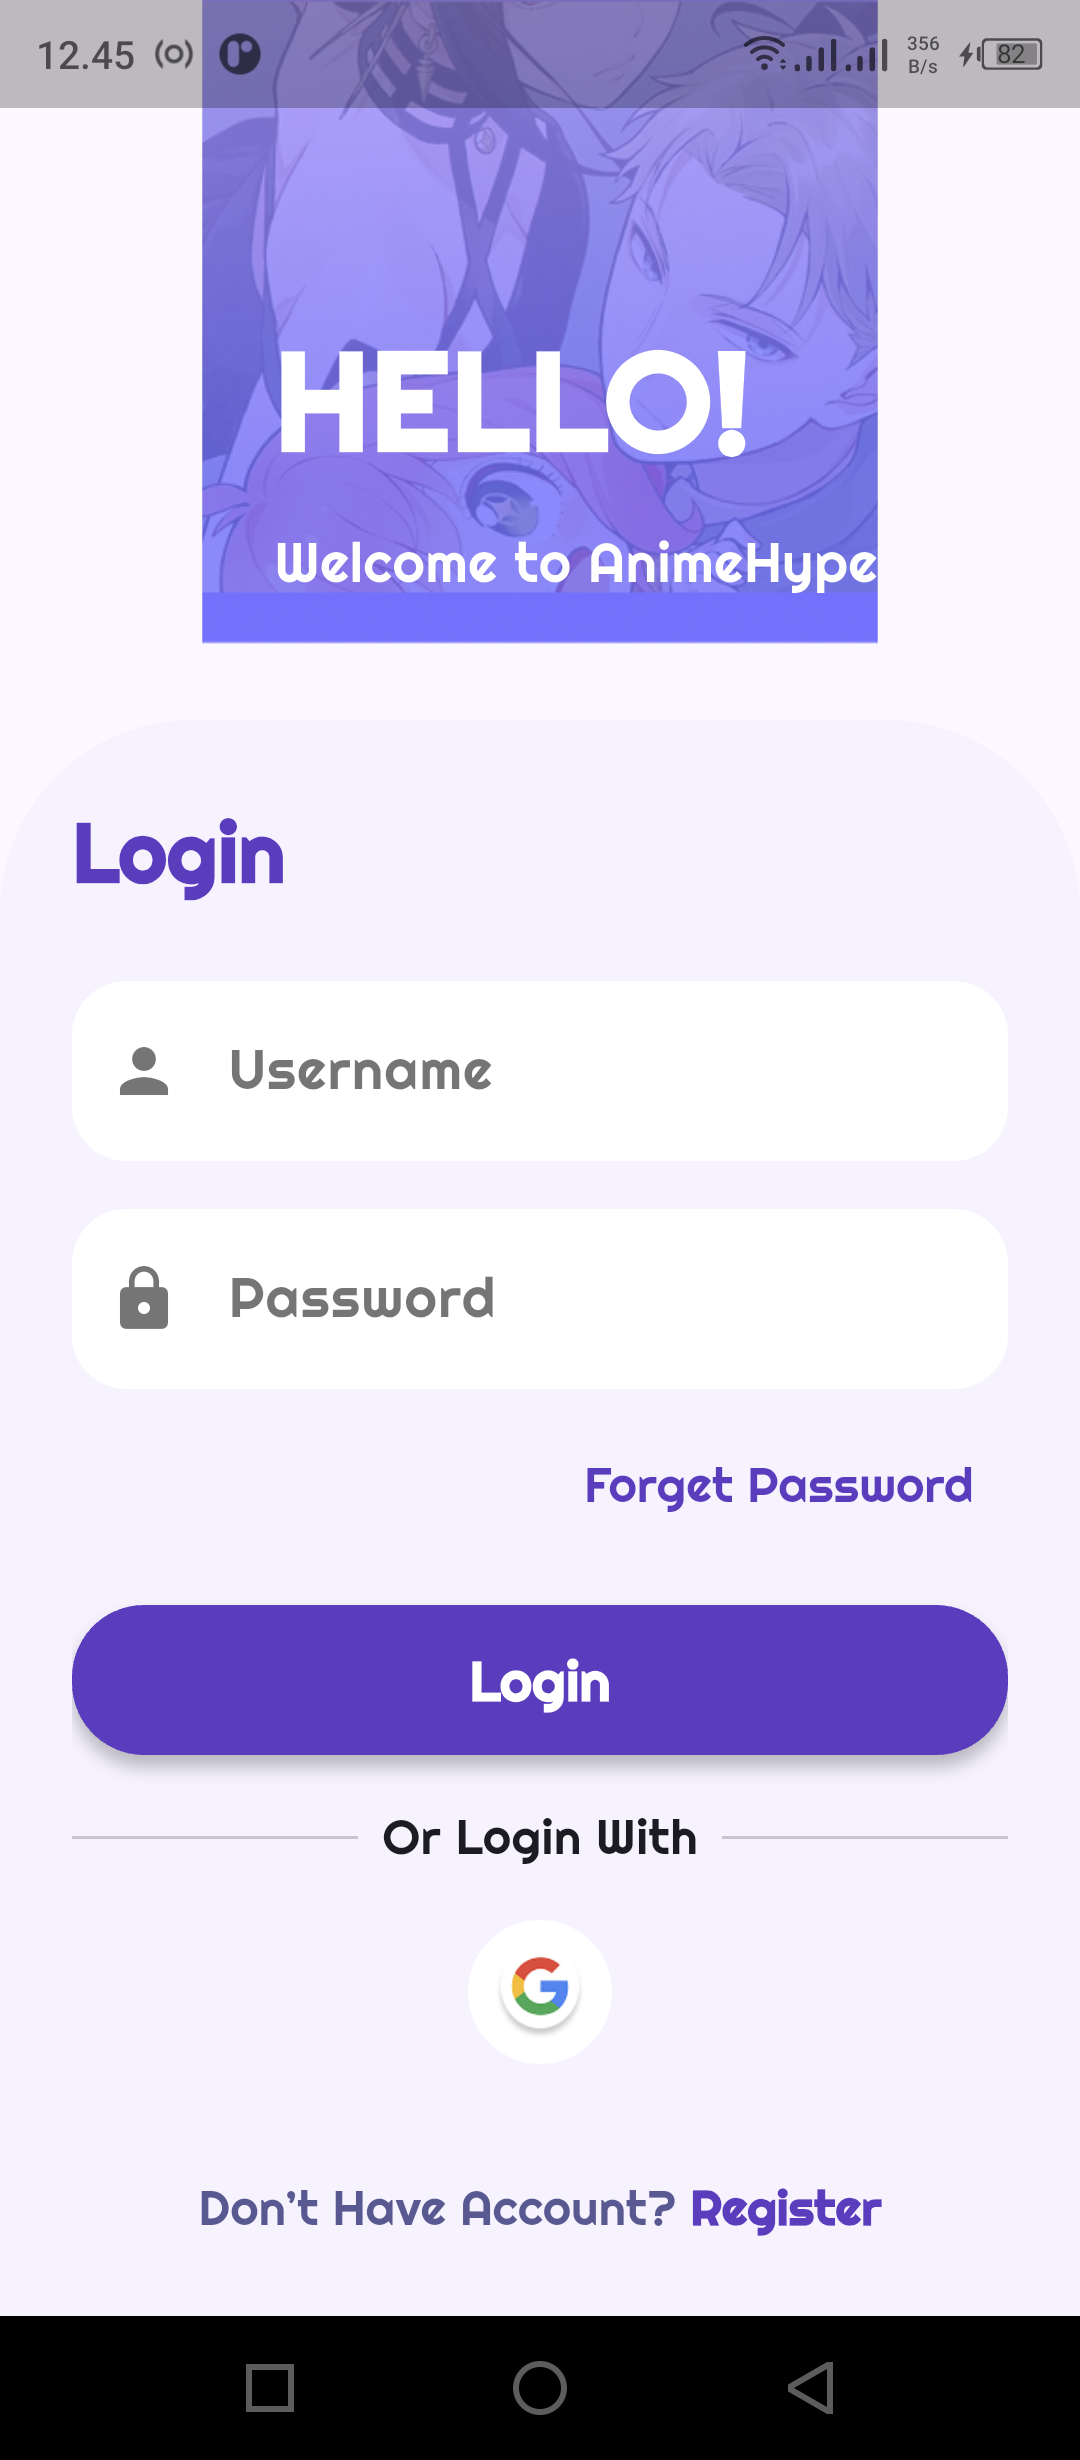 12.45
356
B/s
82
HELLO!
Welcome to AnimeHype
Login
Username
Password
Forget Password
Login
Or Login With
Don't Have Account? Register